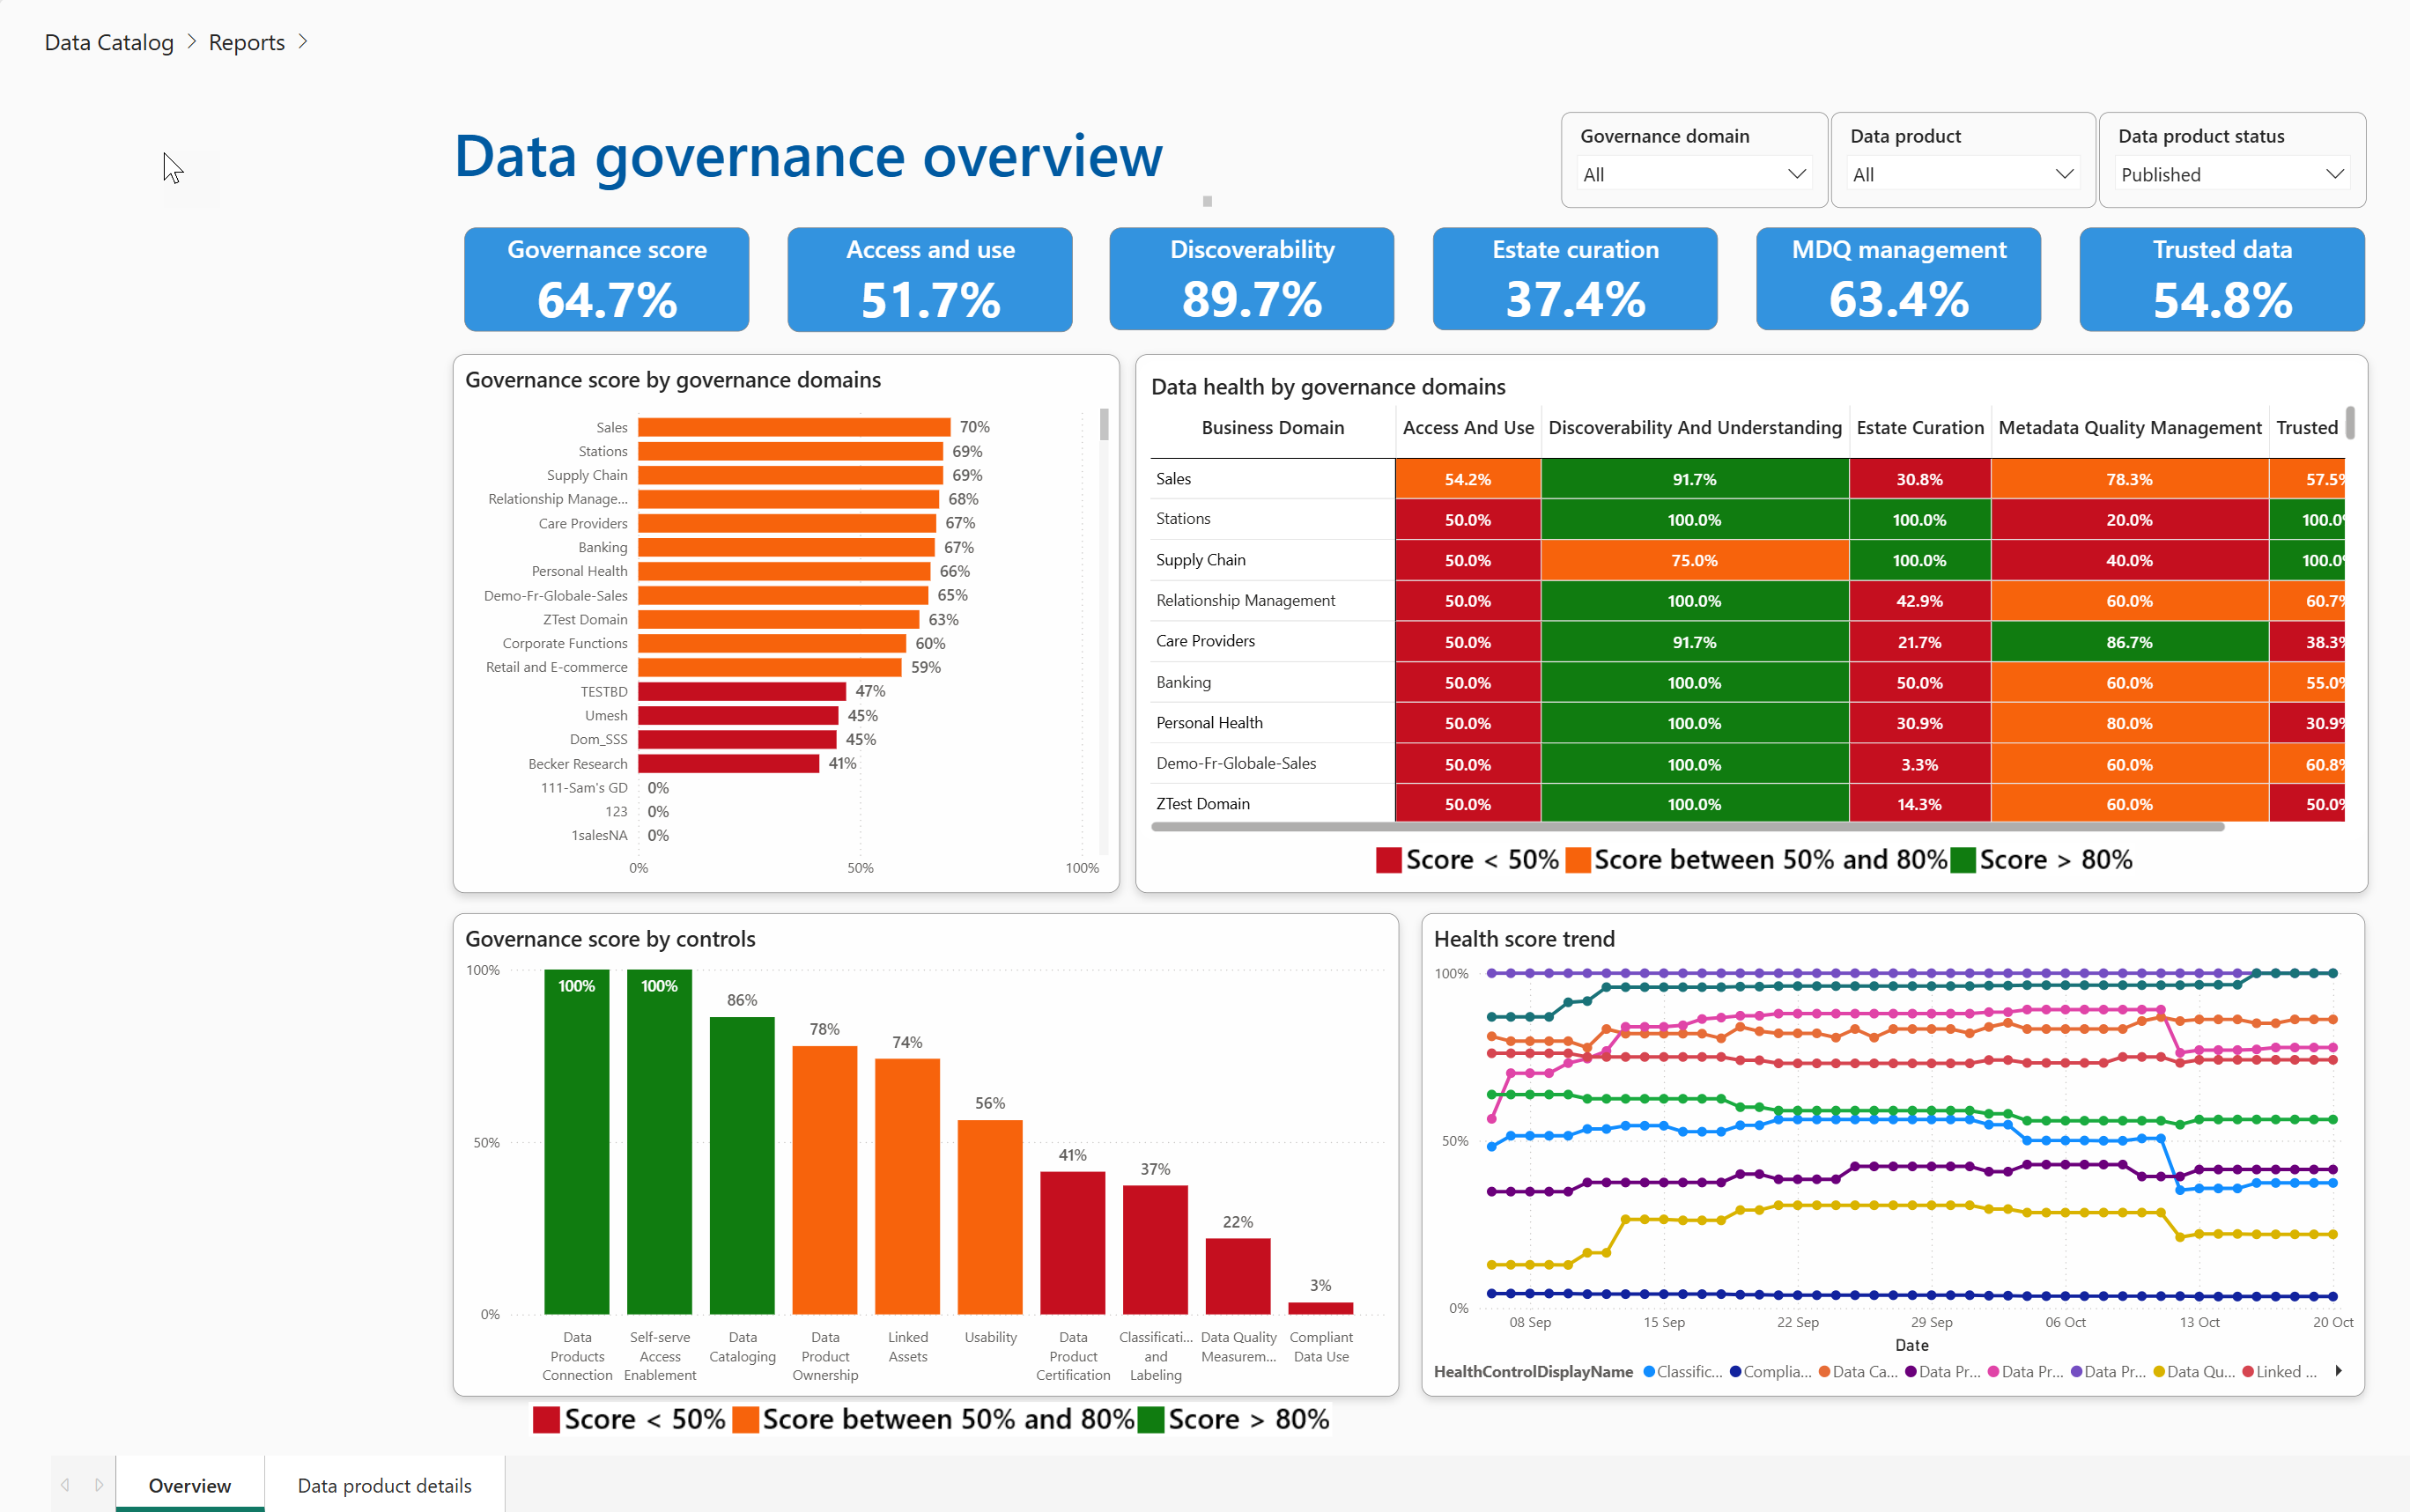 Data Catalog > Reports >
Data governance overview
Governance domain
All
Data product
All
Data product status
Published
Governance score
64.7%
Access and use
51.7%
Discoverability
89.7%
Estate curation
37.4%
MDQ management
63.4%
Trusted data
54.8%
Governance score by governance domains
Sales 70%
Stations 69%
Supply Chain 69%
Relationship Manage... 68%
Care Providers 67%
Banking 67%
Personal Health 66%
Demo-Fr-Globale-Sales 65%
ZTest Domain 63%
Corporate Functions 60%
Retail and E-commerce 59%
TESTBD 47%
Umesh 45%
Dom_SSS 45%
Becker Research 41%
111-Sam's GD 0%
123 0%
1salesNA 0%
0% 50% 100%
Data health by governance domains
Business Domain Access And Use Discoverability And Understanding Estate Curation Metadata Quality Management Trusted
Sales 54.2% 91.7% 30.8% 78.3% 57.5%
Stations 50.0% 100.0% 100.0% 20.0% 100.0%
Supply Chain 50.0% 75.0% 100.0% 40.0% 100.0%
Relationship Management 50.0% 100.0% 42.9% 60.0% 60.7%
Care Providers 50.0% 91.7% 21.7% 86.7% 38.3%
Banking 50.0% 100.0% 50.0% 60.0% 55.0%
Personal Health 50.0% 100.0% 30.9% 80.0% 30.9%
Demo-Fr-Globale-Sales 50.0% 100.0% 3.3% 60.0% 60.8%
ZTest Domain 50.0% 100.0% 14.3% 60.0% 50.0%
Score < 50% Score between 50% and 80% Score > 80%
Governance score by controls
100%
50%
0%
100% 100% 86% 78% 74% 56% 41% 37% 22% 3%
Data Products Connection
Self-serve Access Enablement
Data Cataloging
Data Product Ownership
Linked Assets
Usability
Data Product Certification
Classificati... and Labeling
Data Quality Measurem...
Compliant Data Use
Score < 50% Score between 50% and 80% Score > 80%
Health score trend
100%
50%
0%
08 Sep 15 Sep 22 Sep 29 Sep 06 Oct 13 Oct 20 Oct
Date
HealthControlDisplayName Classific... Complia... Data Ca... Data Pr... Data Pr... Data Pr... Data Qu... Linked ...
Overview
Data product details